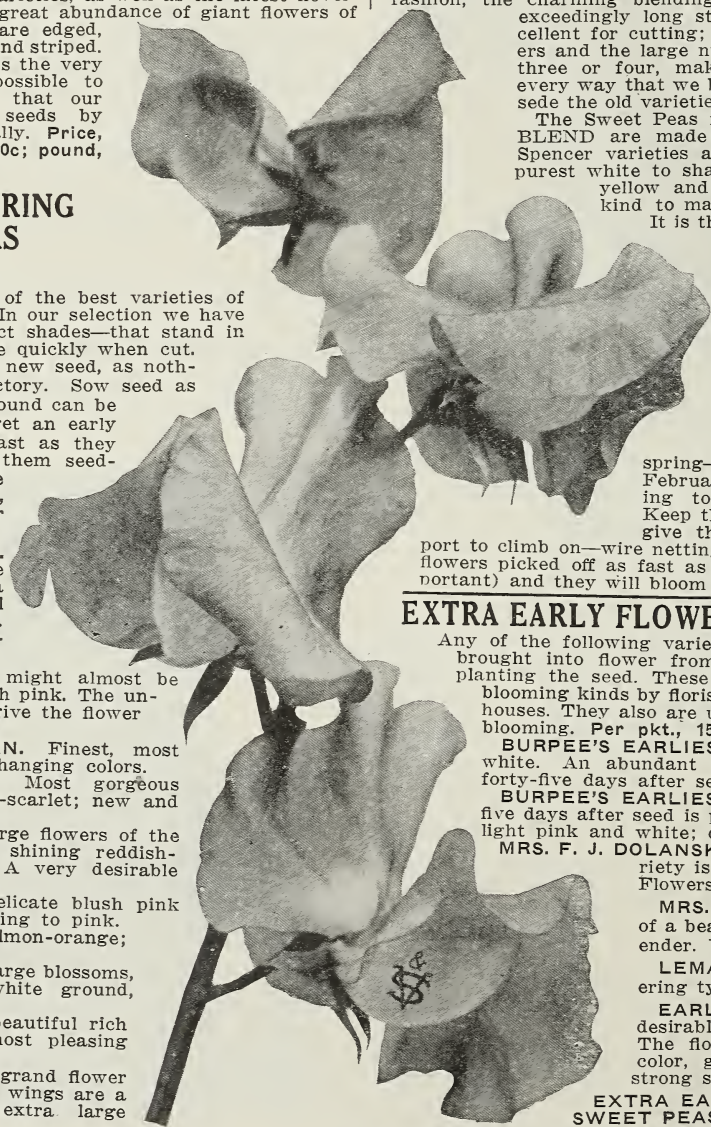 great abundance of giant flowers of
are edged,
nd striped.
s the very
possible to
that our
seeds by
lly. Price,
0c; pound,
RING
S
of the best varieties of
In our selection we have
ct shades—that stand in
e quickly when cut.
new seed, as noth-
ctory. Sow seed as
ound can be
et an early
ast as they
them seed-
might almost be
h pink. The un-
rive the flower
N. Finest, most
hanging colors.
Most gorgeous
-scarlet; new and
rge flowers of the
shining reddish-
A very desirable
elicate blush pink
ing to pink.
lmon-orange;
arge blossoms,
white ground,
beautiful rich
most pleasing
grand flower
wings are a
extra large
fashion, the charming blending
exceedingly long st
cellent for cutting;
ers and the large n
three or four, mak
every way that we b
sede the old varietie
The Sweet Peas
BLEND are made
Spencer varieties a
purest white to sha
yellow and
kind to ma
It is th
spring—
Februa
ing to
Keep th
give th
port to climb on—wire netting
flowers picked off as fast as
portant) and they will bloom
EXTRA EARLY FLOWE
Any of the following varie
brought into flower from
planting the seed. These
blooming kinds by floris
houses. They also are u
blooming. Per pkt., 15
BURPEE'S EARLIES
white. An abundant
forty-five days after se
BURPEE'S EARLIES
five days after seed is p
light pink and white; c
MRS. F. J. DOLANSK
riety is
Flowers
MRS.
of a bea
ender.
LEMA
ering ty
EARL
desirabl
The flo
color, g
strong s
EXTRA EA
SWEET PEAS